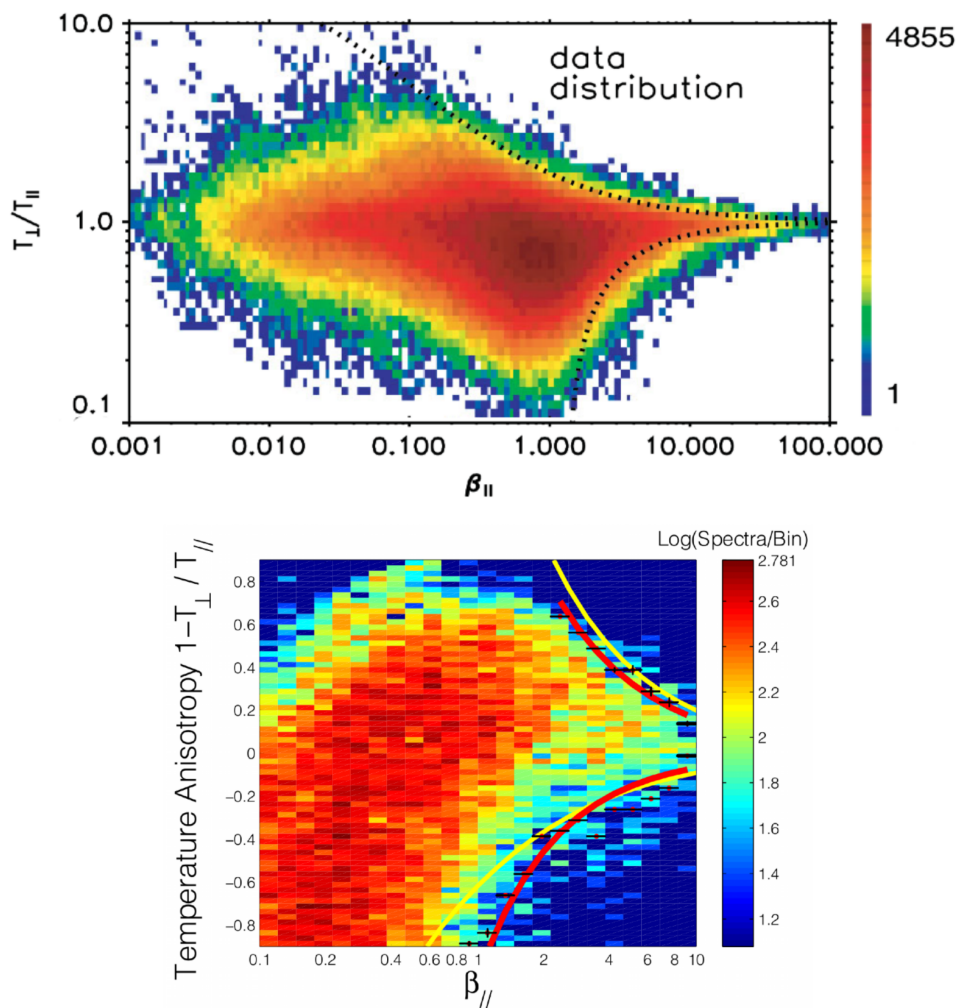 10.0
1.0
0.1
T⊥/T∥
data
distribution
4855
1
0.001 0.010 0.100 1.000 10.000 100.000
β∥
Log(Spectra/Bin)
Temperature Anisotropy 1−T⊥ / T//
0.8
0.6
0.4
0.2
0
−0.2
−0.4
−0.6
−0.8
0.1 0.2 0.4 0.6 0.8 1 2 4 6 8 10
β//
2.781
2.6
2.4
2.2
2
1.8
1.6
1.4
1.2